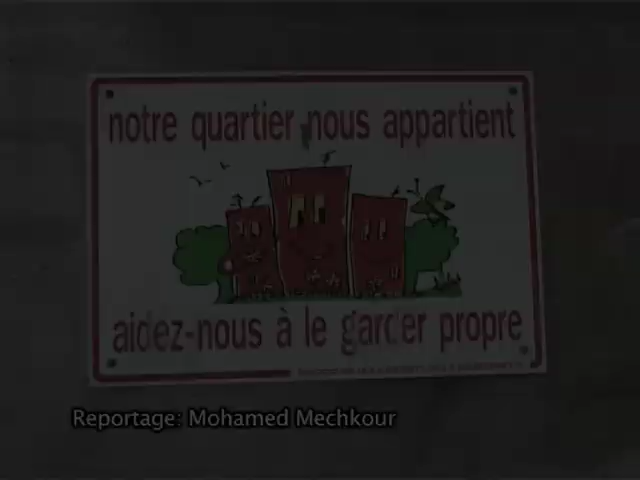 notre quartier nous appartient
aidez-nous à le garder propre
Reportage: Mohamed Mechkour